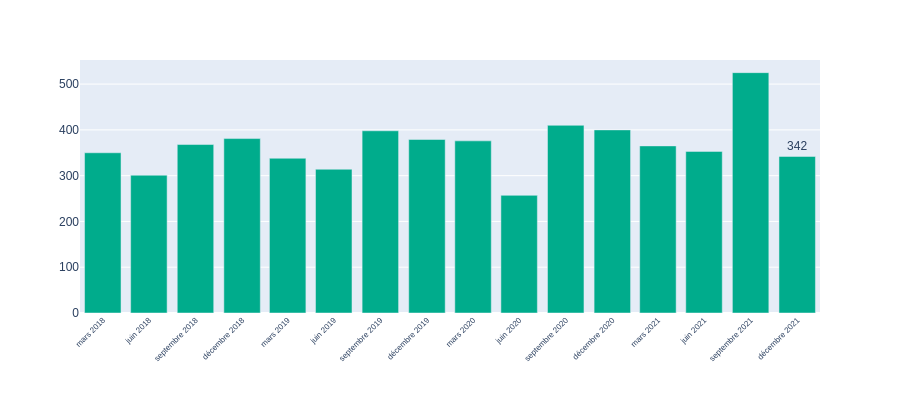 500
400
300
200
100
0
342
mars 2018
juin 2018
septembre 2018
décembre 2018
mars 2019
juin 2019
septembre 2019
décembre 2019
mars 2020
juin 2020
septembre 2020
décembre 2020
mars 2021
juin 2021
septembre 2021
décembre 2021